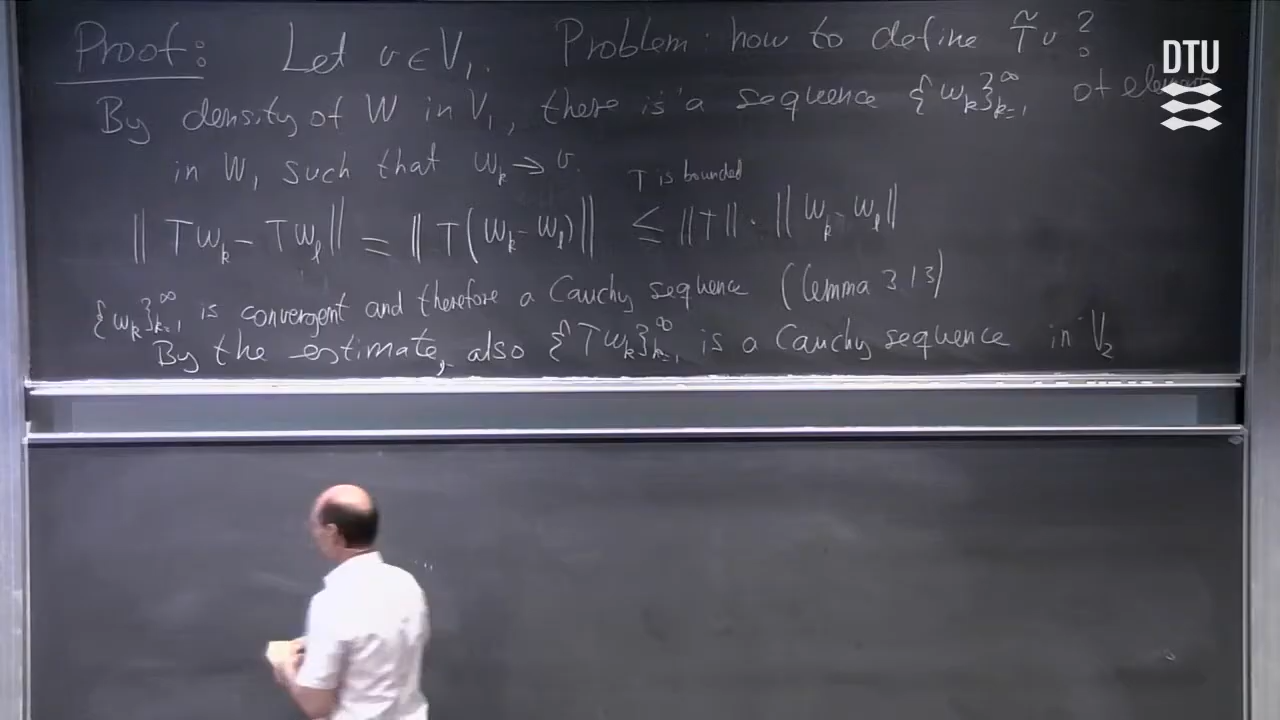 Proof: Let v ∈ V₁. Problem: how to define T̃v ?
DTU
By density of W in V₁, there is a sequence {w_k}_{k=1}^∞ of elements
in W, such that w_k → v.
T is bounded
‖Tw_k - Tw_ℓ‖ = ‖T(w_k - w_ℓ)‖ ≤ ‖T‖ · ‖w_k - w_ℓ‖
{w_k}_{k=1}^∞ is convergent and therefore a Cauchy sequence (lemma 3.1.3)
By the estimate, also {Tw_k}_{k=1}^∞ is a Cauchy sequence in V₂